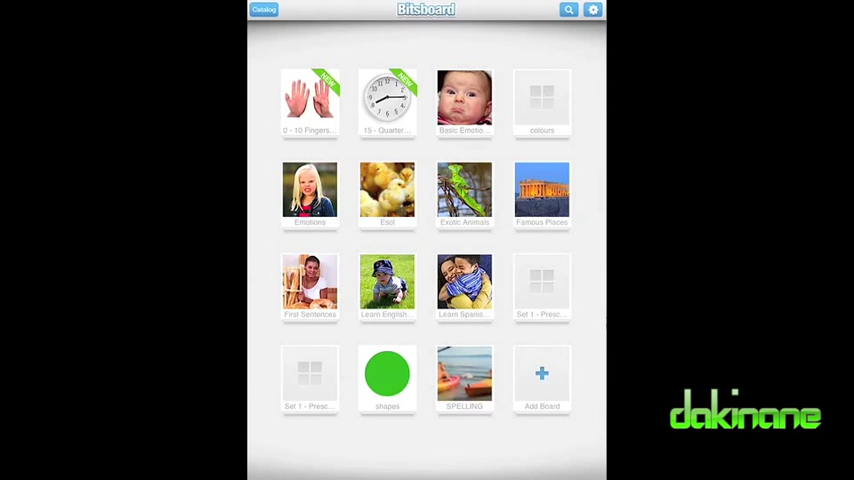 Catalog
Bitsboard
NEW
NEW
0 - 10 Fingers...
15 - Quarter...
Basic Emotio...
colours
Emotions
Esol
Exotic Animals
Famous Places
First Sentences
Learn English...
Learn Spanis...
Set 1 - Presc...
Set 1 - Presc...
shapes
SPELLING
Add Board
dakinane